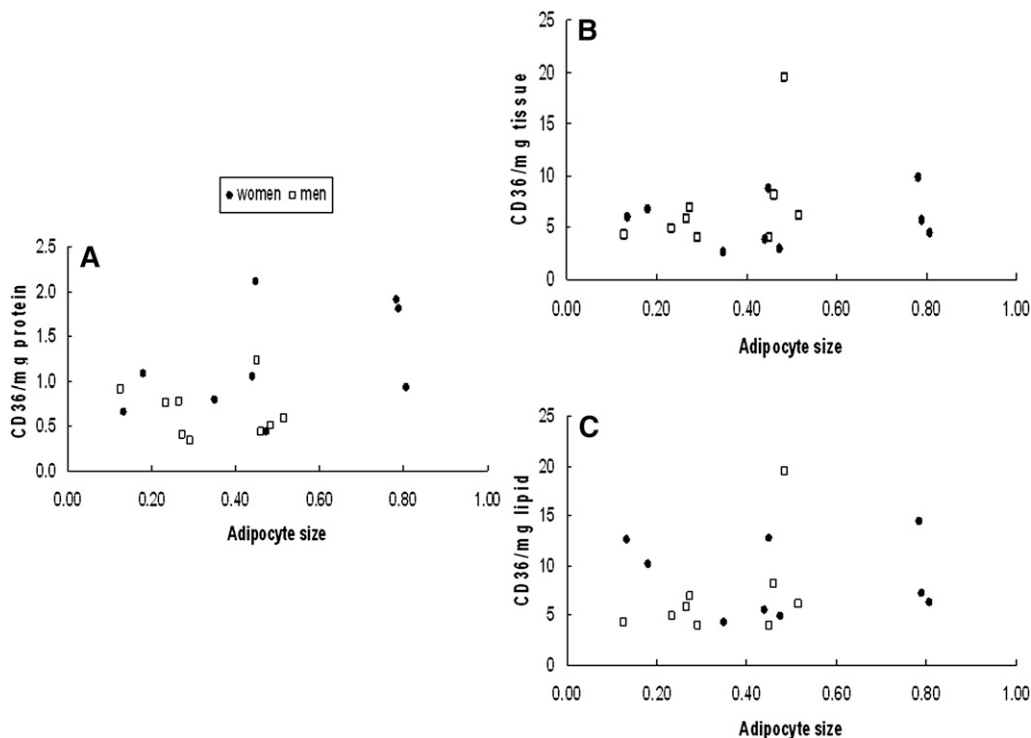 women men
A
CD36/mg protein
2.5
2.0
1.5
1.0
0.5
0.0
0.00 0.20 0.40 0.60 0.80 1.00
Adipocyte size
B
CD36/mg tissue
25
20
15
10
5
0
0.00 0.20 0.40 0.60 0.80 1.00
Adipocyte size
C
CD36/mg lipid
25
20
15
10
5
0
0.00 0.20 0.40 0.60 0.80 1.00
Adipocyte size